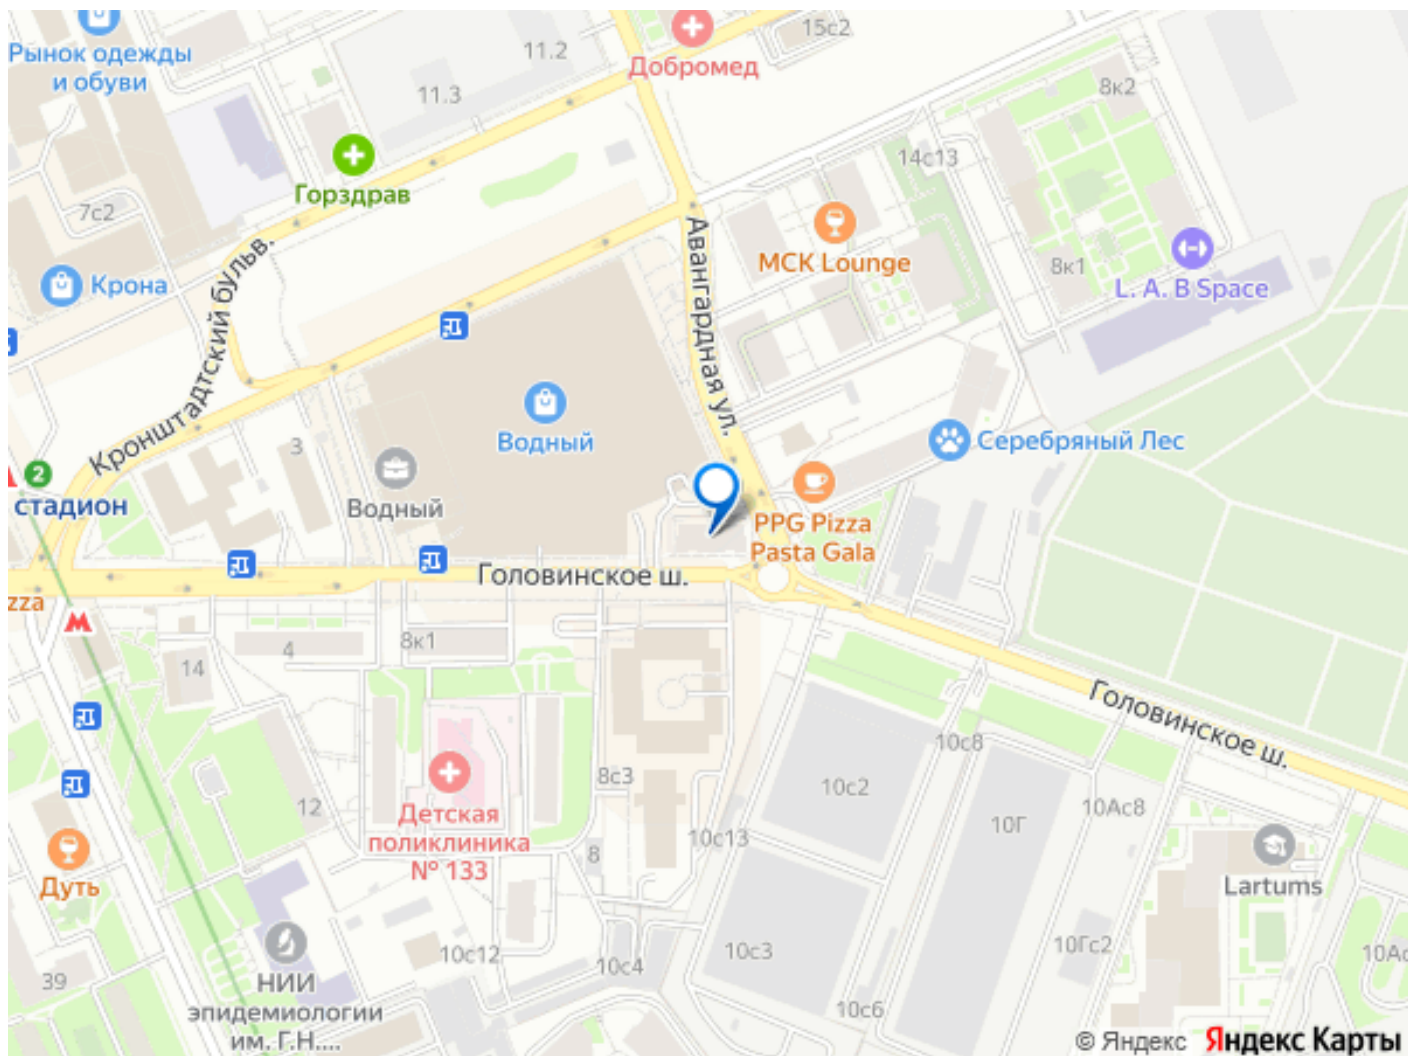 Рынок одежды
и обуви
11.2
11.3
15с2
Добромед
8к2
Горздрав
14с13
7с2
Крона
Кронштадтский бульв.
Авангардная ул.
МСК Lounge
8к1
L. A. B Space
Водный
3
Водный
Серебряный Лес
2
стадион
PPG Pizza
Pasta Gala
Головинское ш.
zza
М
4
8к1
14
Головинское ш.
10с8
8с3
10с2
12
10Г
10Ас8
Детская
поликлиника
№ 133
8
10с13
Дуть
Lartums
10с12
10с4
10с3
10Гс2
10Ас
39
НИИ
эпидемиологии
им. Г.Н....
10с6
© Яндекс Яндекс Карты